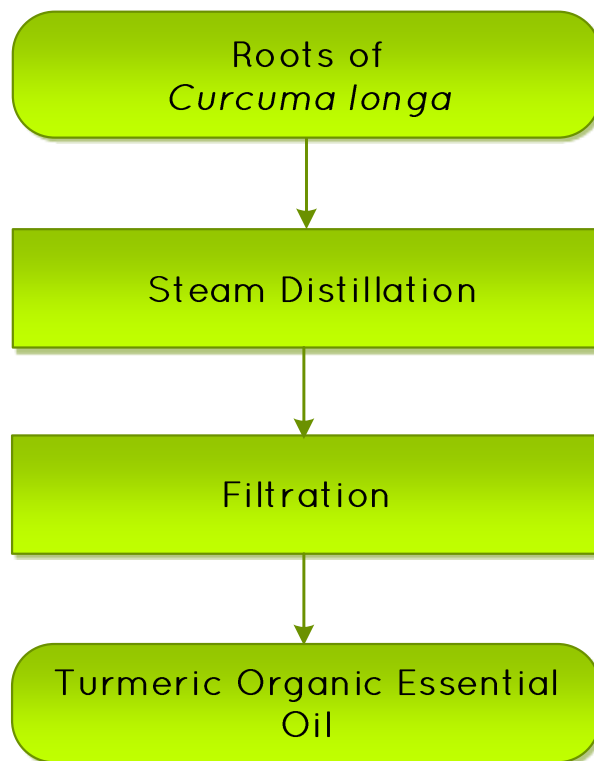 Roots of
Curcuma longa
Steam Distillation
Filtration
Turmeric Organic Essential
Oil